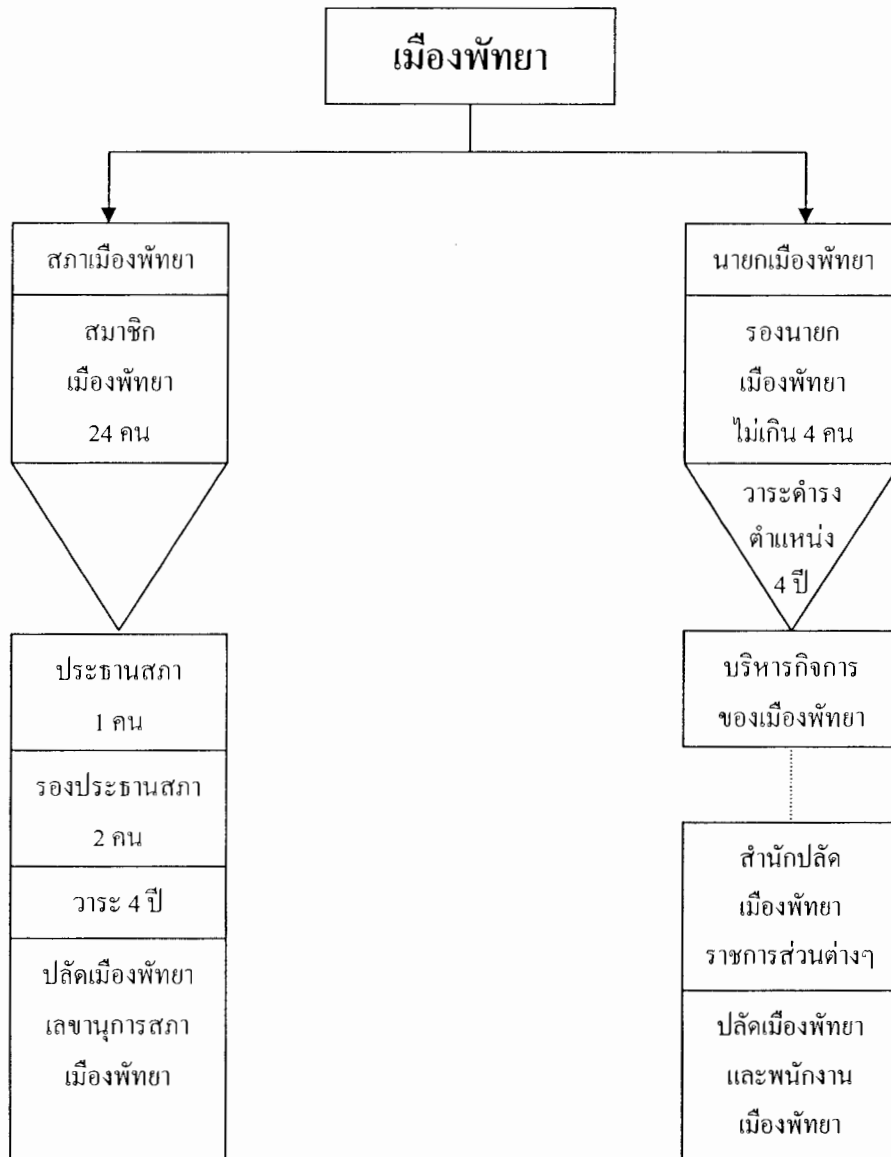 เมืองพัทยา
สภาเมืองพัทยา
สมาชิก
เมืองพัทยา
24 คน
ประธานสภา
1 คน
รองประธานสภา
2 คน
วาระ 4 ปี
ปลัดเมืองพัทยา
เลขานุการสภา
เมืองพัทยา
นายกเมืองพัทยา
รองนายก
เมืองพัทยา
ไม่เกิน 4 คน
วาระดำรง
ตำแหน่ง
4 ปี
บริหารกิจการ
ของเมืองพัทยา
สำนักปลัด
เมืองพัทยา
ราชการส่วนต่างๆ
ปลัดเมืองพัทยา
และพนักงาน
เมืองพัทยา